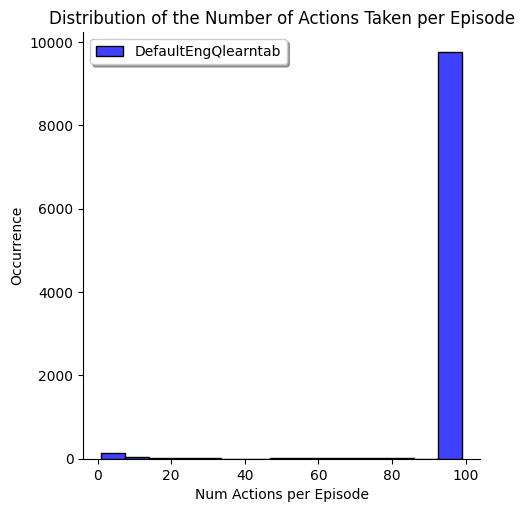 Distribution of the Number of Actions Taken per Episode
DefaultEngQlearntab
10000
8000
6000
4000
2000
0
Occurrence
0 20 40 60 80 100
Num Actions per Episode